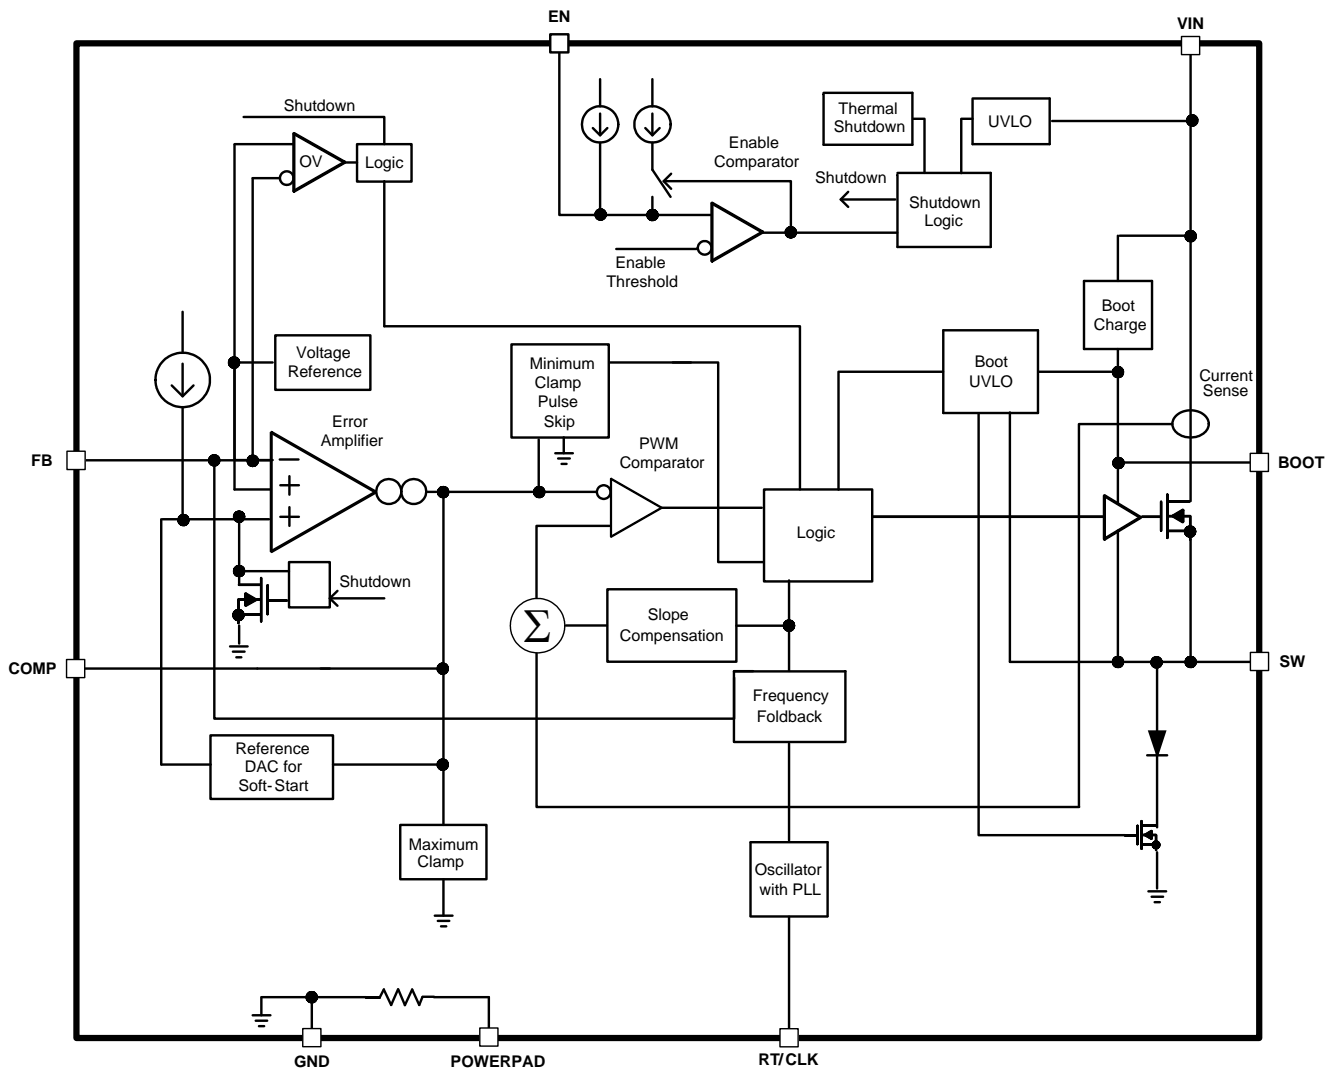 EN
VIN
Shutdown
OV
Logic
Enable
Comparator
Thermal
Shutdown
UVLO
Shutdown
Shutdown
Logic
Enable
Threshold
Boot
Charge
Voltage
Reference
Minimum
Clamp
Pulse
Skip
Boot
UVLO
Current
Sense
Error
Amplifier
PWM
Comparator
FB
BOOT
−
+
+
Logic
Shutdown
Σ
Slope
Compensation
COMP
SW
Frequency
Foldback
Reference
DAC for
Soft-Start
Maximum
Clamp
Oscillator
with PLL
GND
POWERPAD
RT/CLK